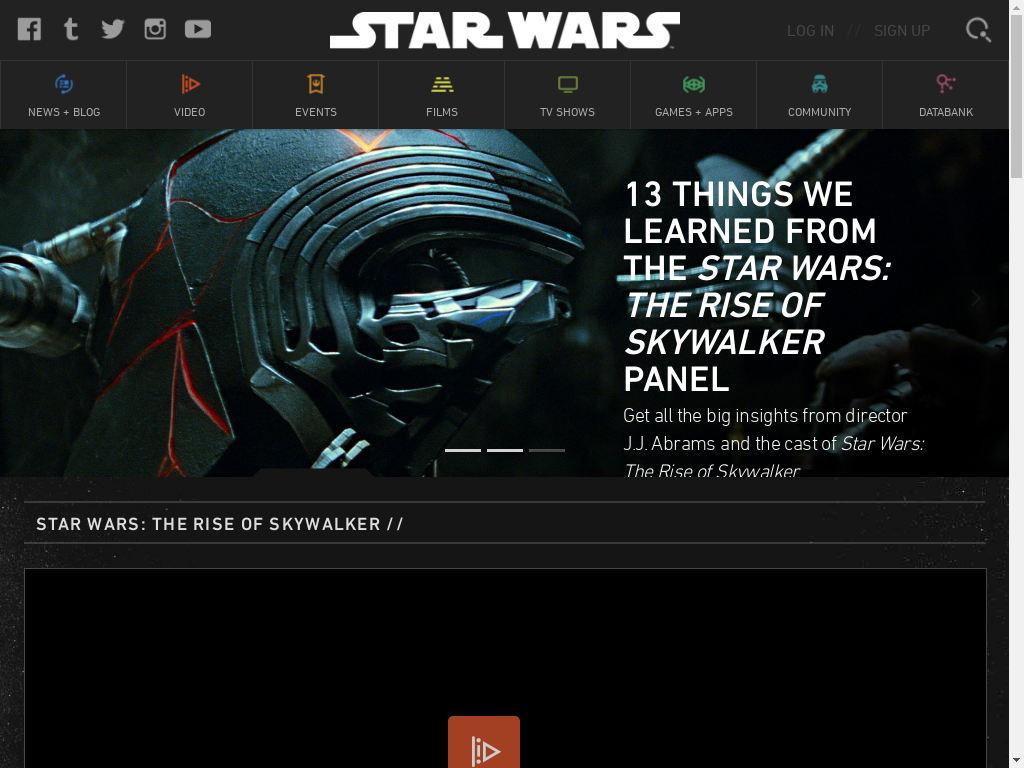 STAR WARS
LOG IN // SIGN UP
NEWS + BLOG
VIDEO
EVENTS
FILMS
TV SHOWS
GAMES + APPS
COMMUNITY
DATABANK
13 THINGS WE
LEARNED FROM
THE STAR WARS:
THE RISE OF
SKYWALKER
PANEL
Get all the big insights from director
J.J. Abrams and the cast of Star Wars:
The Rise of Skywalker
STAR WARS: THE RISE OF SKYWALKER //